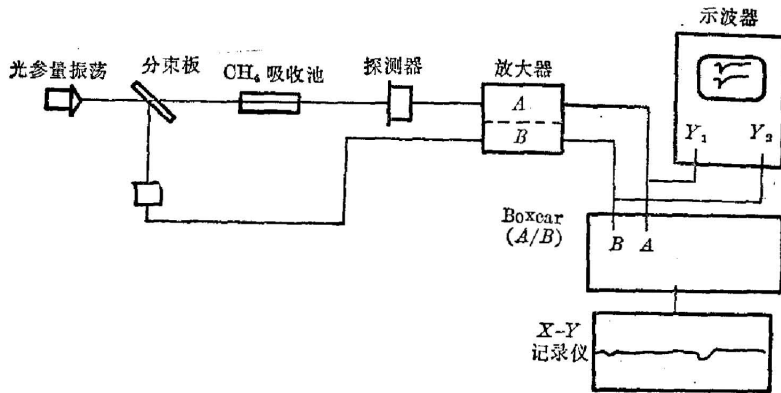 示波器
光参量振荡
分束板
CH₄ 吸收池
探测器
放大器
A
B
Y₁
Y₂
Boxcar
(A/B)
B
A
X-Y
记录仪